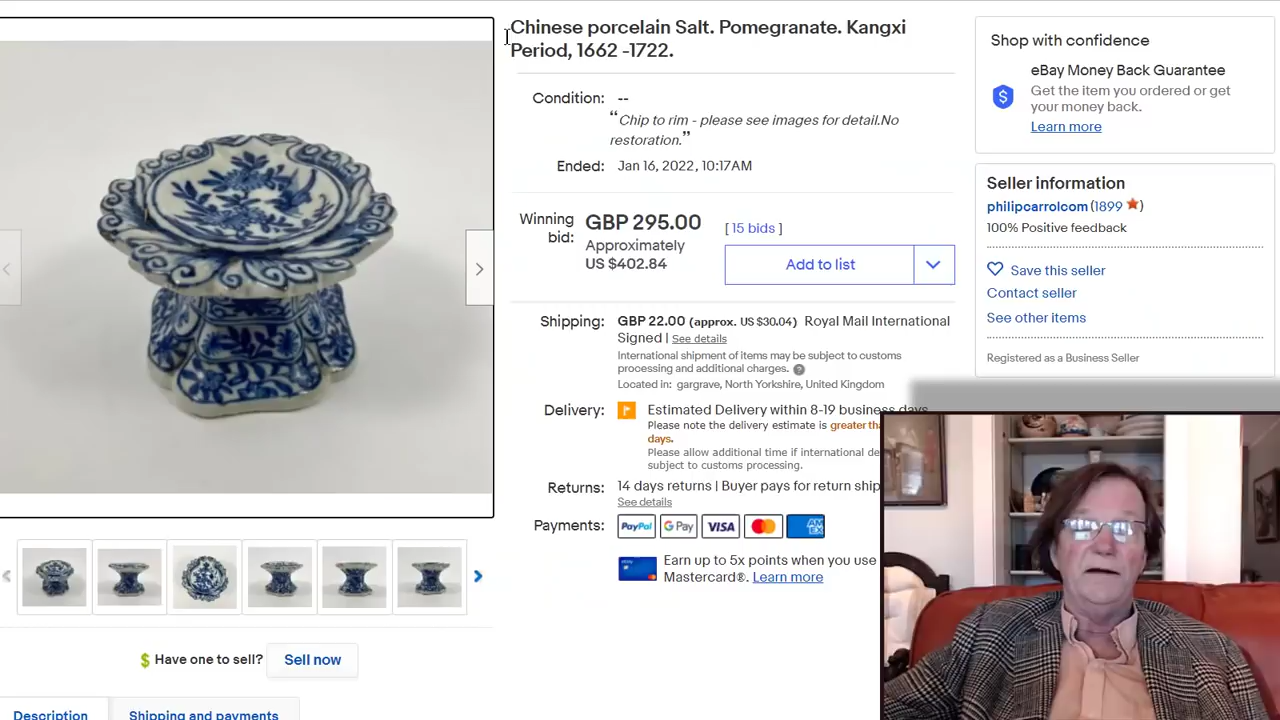 Chinese porcelain Salt. Pomegranate. Kangxi
Period, 1662 -1722.
Condition: --
“Chip to rim - please see images for detail.No
restoration.”
Ended: Jan 16, 2022, 10:17AM
Winning
bid:
GBP 295.00 [ 15 bids ]
Approximately
US $402.84
Add to list
Shipping: GBP 22.00 (approx. US $30.04) Royal Mail International
Signed | See details
International shipment of items may be subject to customs
processing and additional charges.
Located in: gargrave, North Yorkshire, United Kingdom
Delivery: Estimated Delivery within 8-19 business days
Please note the delivery estimate is greater
days.
Please allow additional time if international
subject to customs processing.
Returns: 14 days returns | Buyer pays for return
See details
Payments: PayPal G Pay VISA AMEX
Earn up to 5x points when you use
Mastercard®. Learn more
Have one to sell? Sell now
Description Shipping and payments
Shop with confidence
eBay Money Back Guarantee
Get the item you ordered or get
your money back.
Learn more
Seller information
philipcarrolcom (1899 )
100% Positive feedback
Save this seller
Contact seller
See other items
Registered as a Business Seller